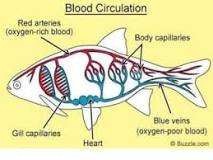 Blood Circulation
Red arteries
(oxygen-rich blood)
Body capillaries
Gill capillaries
Heart
Blue veins
(oxygen-poor blood)
© Buzzle.com